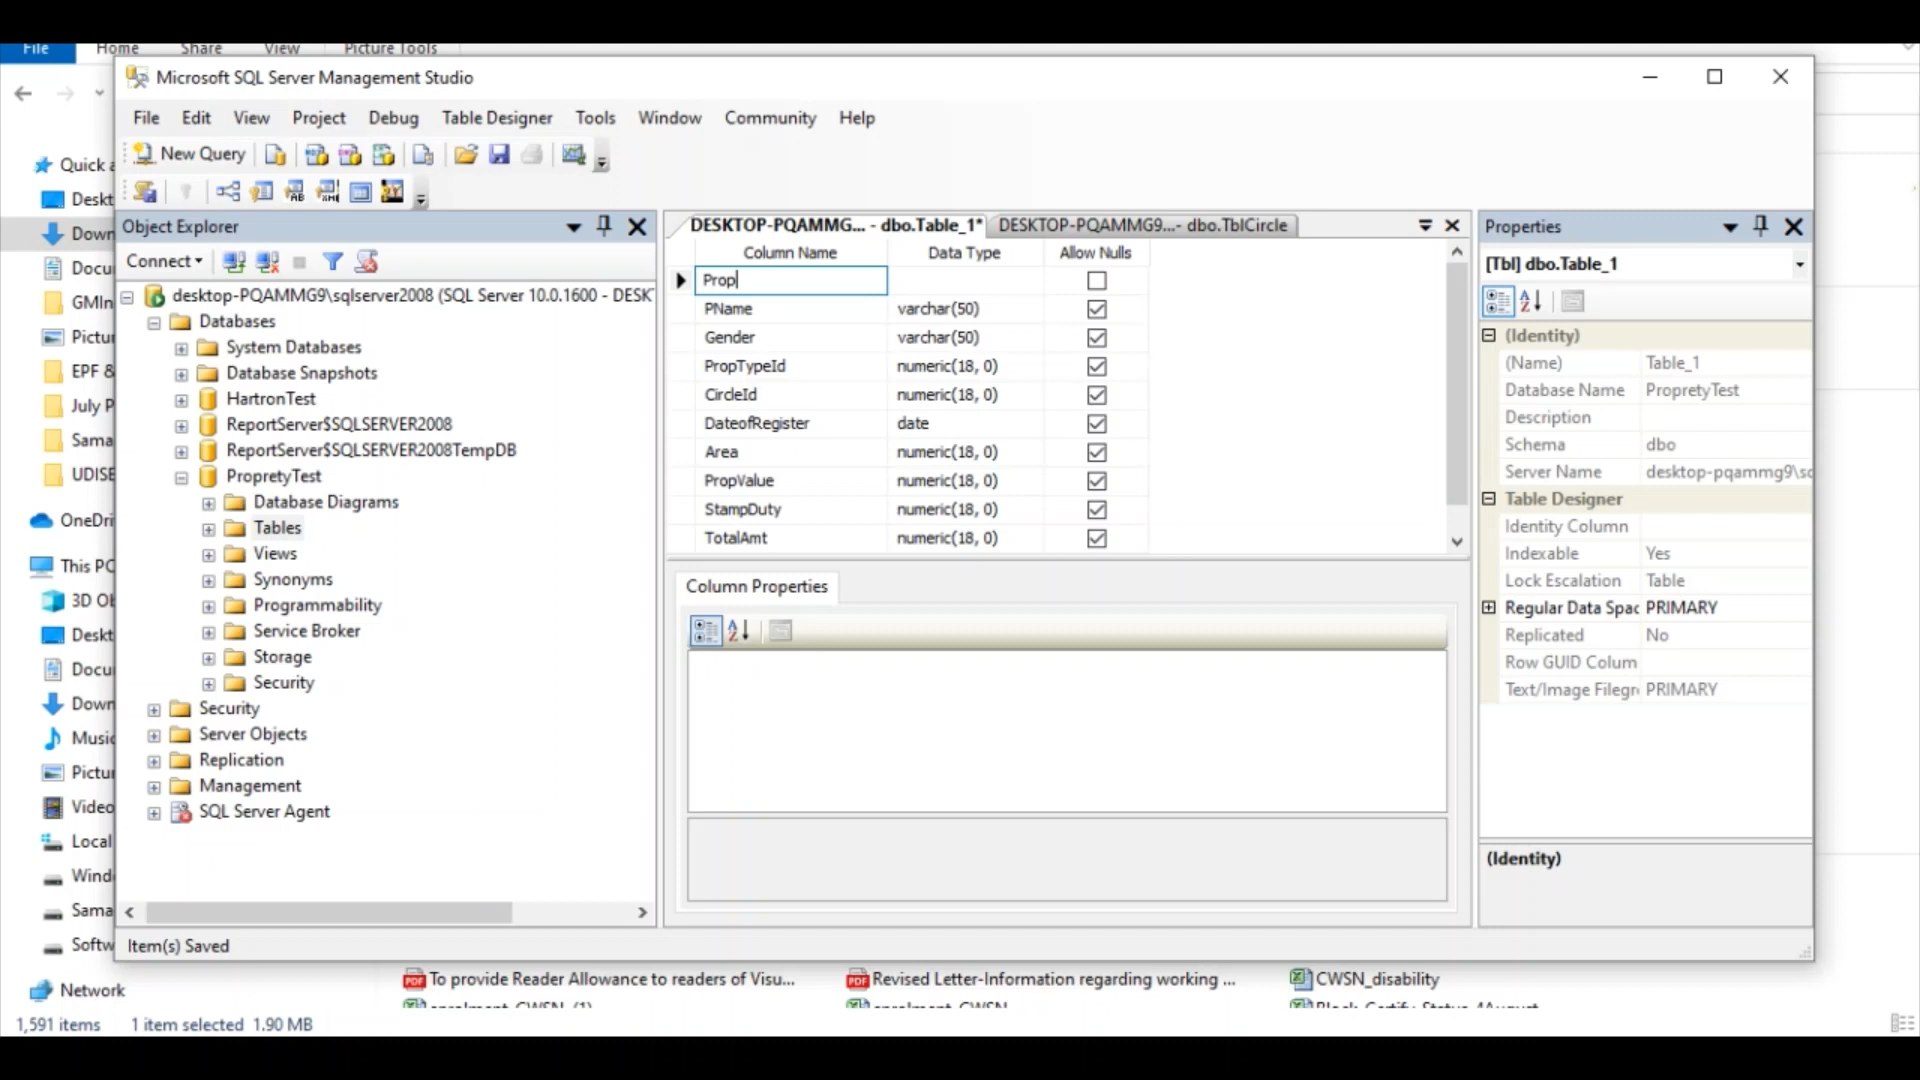 File Home Share View Picture Tools
Microsoft SQL Server Management Studio
File Edit View Project Debug Table Designer Tools Window Community Help
New Query
Quick a
Deskt
Down
Docu
GMIn
Pictur
EPF &
July P
Sama
UDISE
OneDri
This PC
3D Ob
Deskt
Docu
Down
Music
Pictur
Video
Local
Wind
Sama
Softw
Network
1,591 items 1 item selected 1.90 MB
Object Explorer
Connect
desktop-PQAMMG9\sqlserver2008 (SQL Server 10.0.1600 - DESK
Databases
System Databases
Database Snapshots
HartronTest
ReportServer$SQLSERVER2008
ReportServer$SQLSERVER2008TempDB
PropretyTest
Database Diagrams
Tables
Views
Synonyms
Programmability
Service Broker
Storage
Security
Security
Server Objects
Replication
Management
SQL Server Agent
Item(s) Saved
DESKTOP-PQAMMG... - dbo.Table_1* DESKTOP-PQAMMG9...- dbo.TblCircle
Column Name Data Type Allow Nulls
Prop
PName varchar(50)
Gender varchar(50)
PropTypeId numeric(18, 0)
CircleId numeric(18, 0)
DateofRegister date
Area numeric(18, 0)
PropValue numeric(18, 0)
StampDuty numeric(18, 0)
TotalAmt numeric(18, 0)
Column Properties
Properties
[Tbl] dbo.Table_1
(Identity)
(Name) Table_1
Database Name PropretyTest
Description
Schema dbo
Server Name desktop-pqammg9\sq
Table Designer
Identity Column
Indexable Yes
Lock Escalation Table
Regular Data Spac PRIMARY
Replicated No
Row GUID Colum
Text/Image Filegr PRIMARY
(Identity)
To provide Reader Allowance to readers of Visu... Revised Letter-Information regarding working ... CWSN_disability
enrolment_CWSN (1) enrolment_CWSN Block_Certify_Status_4August